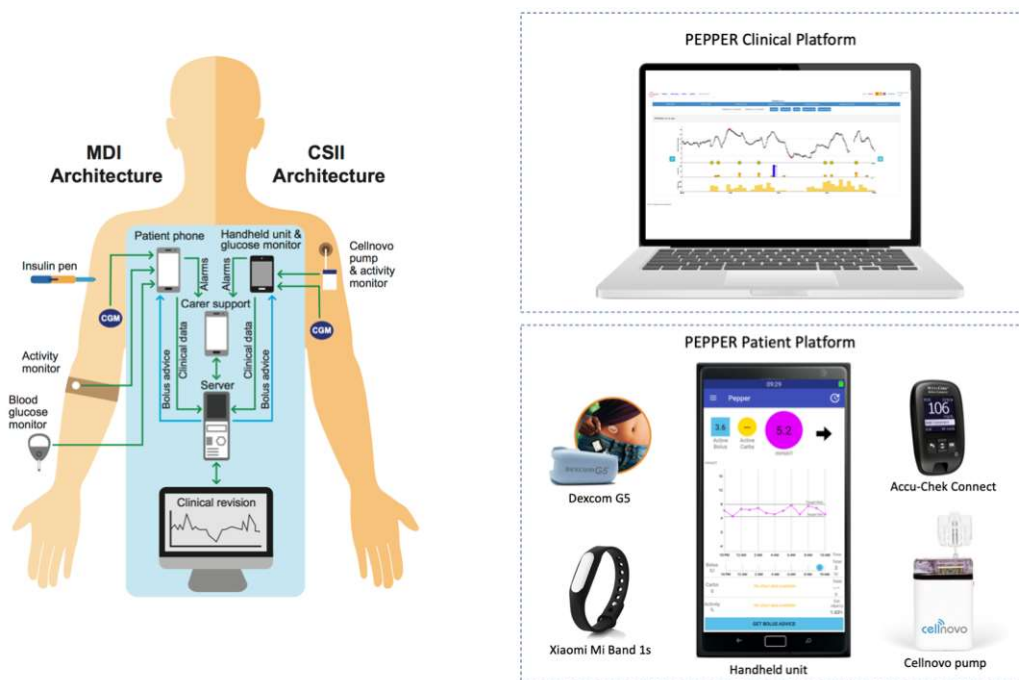 MDI
Architecture
CSII
Architecture
Patient phone
Handheld unit &
glucose monitor
Cellnovo
pump
& activity
monitor
Insulin pen
Alarms
Alarms
CGM
CGM
Carer support
Bolus advice
Clinical data
Clinical data
Bolus advice
Activity
monitor
Server
Blood
glucose
monitor
Clinical revision
PEPPER Clinical Platform
PEPPER Patient Platform
Dexcom G5
Xiaomi Mi Band 1s
09:29
Pepper
3.6
Active
Bolus
Active
Carbs
5.2
GET BOLUS ADVICE
Handheld unit
106
Accu-Chek Connect
cellnovo
Cellnovo pump